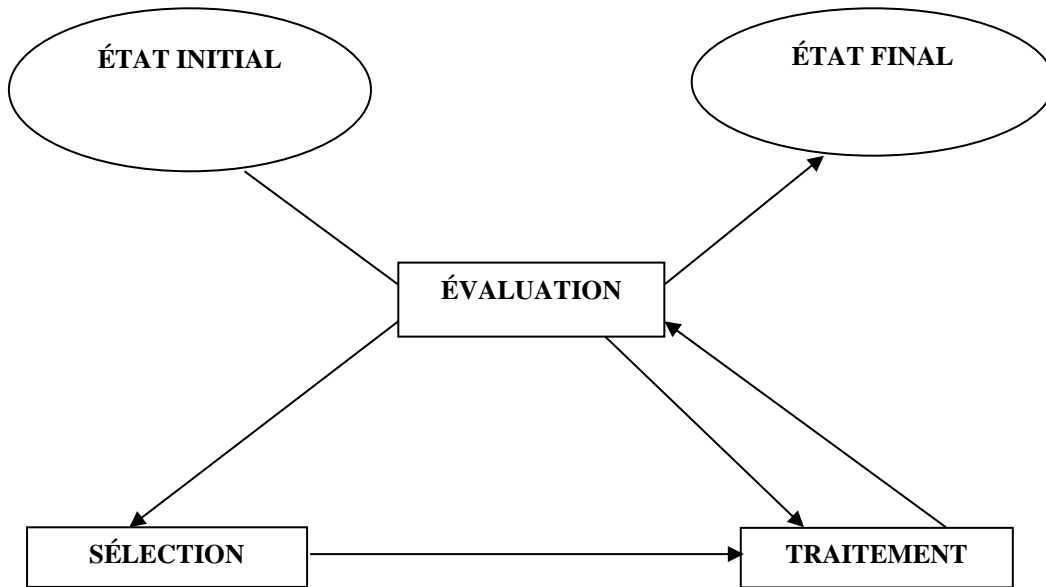 ÉTAT INITIAL
ÉTAT FINAL
ÉVALUATION
SÉLECTION
TRAITEMENT